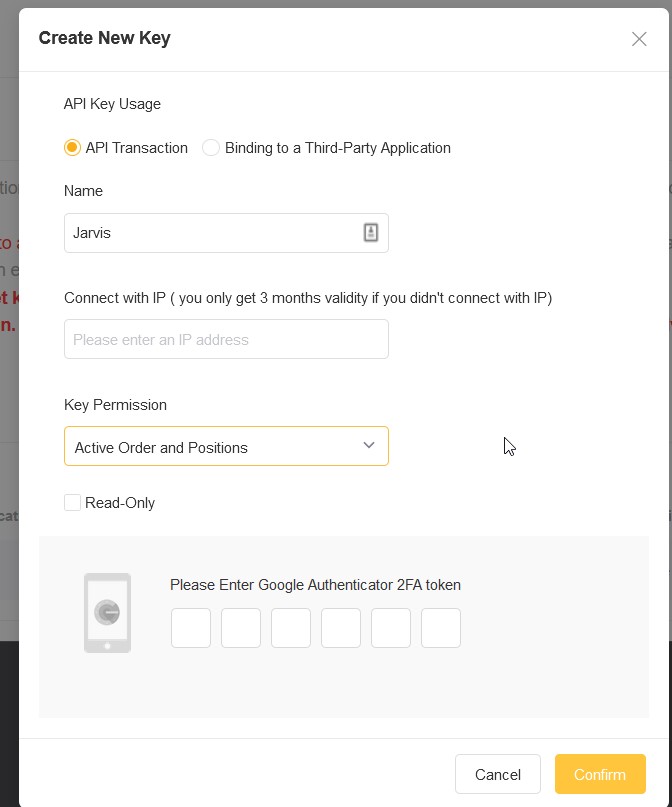 Create New Key
API Key Usage
API Transaction Binding to a Third-Party Application
Name
Jarvis
Connect with IP ( you only get 3 months validity if you didn't connect with IP)
Please enter an IP address
Key Permission
Active Order and Positions
Read-Only
Please Enter Google Authenticator 2FA token
Cancel Confirm